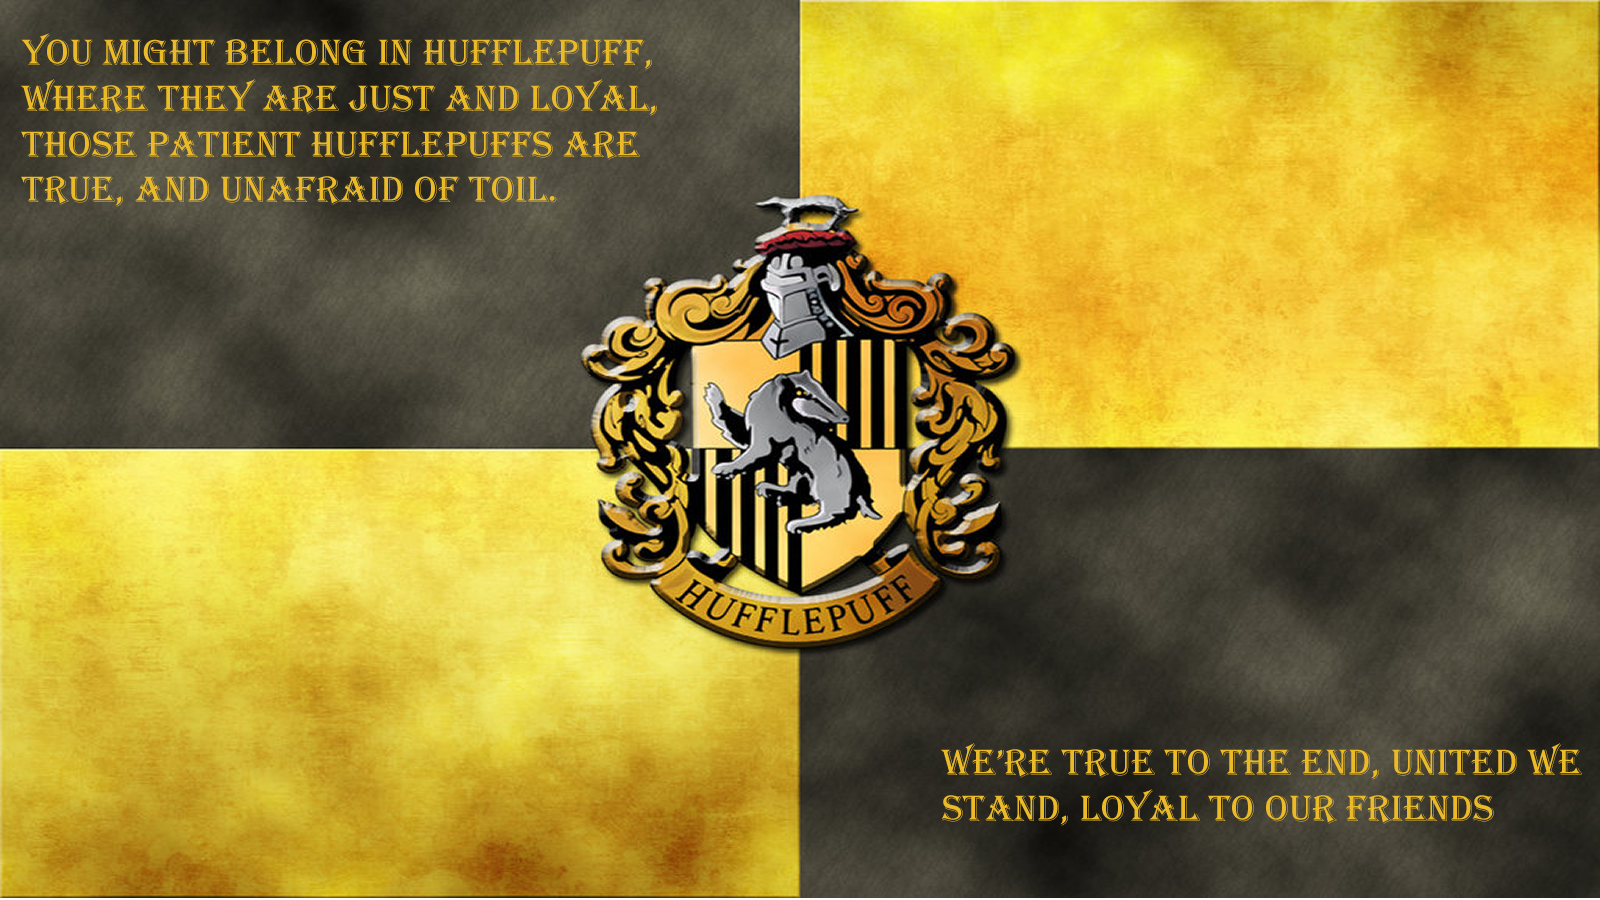 YOU MIGHT BELONG IN HUFFLEPUFF,
WHERE THEY ARE JUST AND LOYAL,
THOSE PATIENT HUFFLEPUFFS ARE
TRUE, AND UNAFRAID OF TOIL.
HUFFLEPUFF
WE'RE TRUE TO THE END, UNITED WE
STAND, LOYAL TO OUR FRIENDS